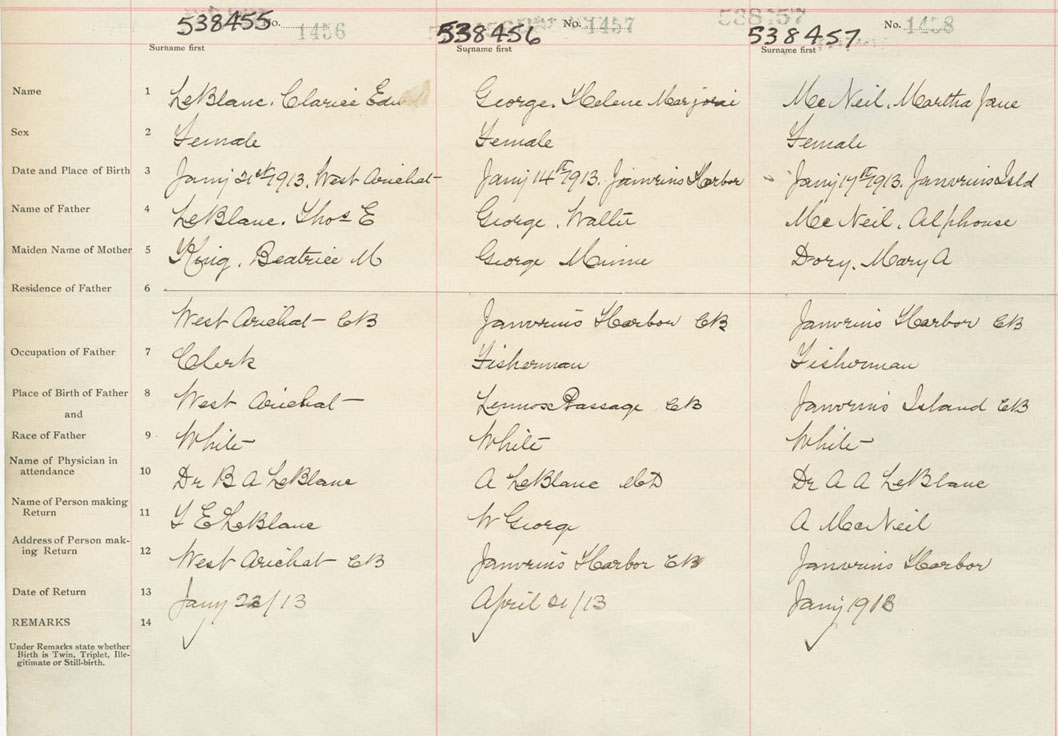 538455 No. 1456 538456 No. 1457 538457 No. 1458
Surname first Surname first Surname first
Name 1 LeBlanc. Clarice George. Helene Marjorie McNeil. Martha Jane
Sex 2 Female Female Female
Date and Place of Birth 3 Jany 21st 1913. West Arichat Jany 14th 1913. Janvrins Harbor Jany 17th 1913. Janvrins Isld
Name of Father 4 LeBlanc. Thos E George. Walter McNeil. Alphonse
Maiden Name of Mother 5 King. Beatrice M George Minnie Dory. Mary A
Residence of Father 6
West Arichat CB Janvrins Harbor CB Janvrins Harbor CB
Occupation of Father 7 Clerk Fisherman Fisherman
Place of Birth of Father 8 West Arichat Lennox Passage CB Janvrins Island CB
and
Race of Father 9 White White White
Name of Physician in
attendance 10 Dr B A LeBlanc A LeBlanc MD Dr A A LeBlanc
Name of Person making
Return 11 T E LeBlanc W George A MacNeil
Address of Person mak-
ing Return 12 West Arichat CB Janvrins Harbor CB Janvrins Harbor
Date of Return 13 Jany 22/13 April 21/13 Jany 1913
REMARKS 14
Under Remarks state whether
Birth is Twin, Triplet, Ille-
gitimate or Still-birth.